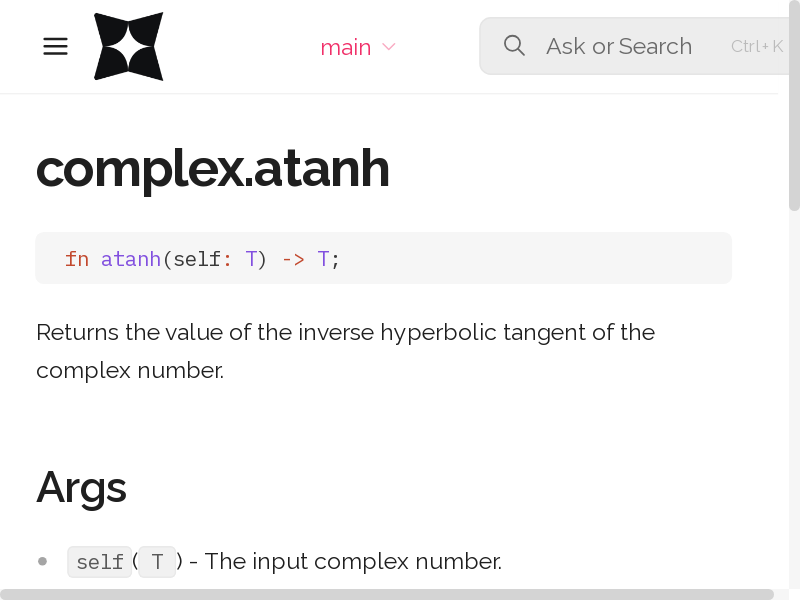 main
Ask or Search
Ctrl+K
complex.atanh
fn atanh(self: T) -> T;
Returns the value of the inverse hyperbolic tangent of the
complex number.
Args
self(T) - The input complex number.